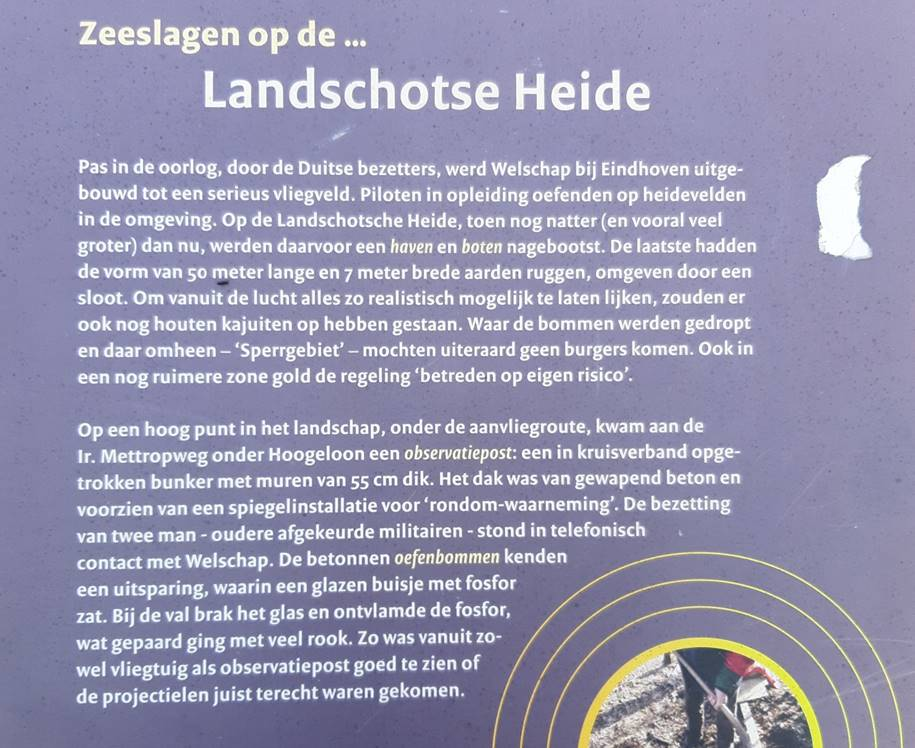 Zeeslagen op de ...
Landschotse Heide
Pas in de oorlog, door de Duitse bezetters, werd Welschap bij Eindhoven uitge-
bouwd tot een serieus vliegveld. Piloten in opleiding oefenden op heidevelden
in de omgeving. Op de Landschotsche Heide, toen nog natter (en vooral veel
groter) dan nu, werden daarvoor een haven en boten nagebootst. De laatste hadden
de vorm van 50 meter lange en 7 meter brede aarden ruggen, omgeven door een
sloot. Om vanuit de lucht alles zo realistisch mogelijk te laten lijken, zouden er
ook nog houten kajuiten op hebben gestaan. Waar de bommen werden gedropt
en daar omheen – ‘Sperrgebiet’ – mochten uiteraard geen burgers komen. Ook in
een nog ruimere zone gold de regeling ‘betreden op eigen risico’.
Op een hoog punt in het landschap, onder de aanvliegroute, kwam aan de
Ir. Mettropweg onder Hoogeloon een observatiepost: een in kruisverband opge-
trokken bunker met muren van 55 cm dik. Het dak was van gewapend beton en
voorzien van een spiegelinstallatie voor ‘rondom-waarneming’. De bezetting
van twee man - oudere afgekeurde militairen - stond in telefonisch
contact met Welschap. De betonnen oefenbommen kenden
een uitsparing, waarin een glazen buisje met fosfor
zat. Bij de val brak het glas en ontvlamde de fosfor,
wat gepaard ging met veel rook. Zo was vanuit zo-
wel vliegtuig als observatiepost goed te zien of
de projectielen juist terecht waren gekomen.